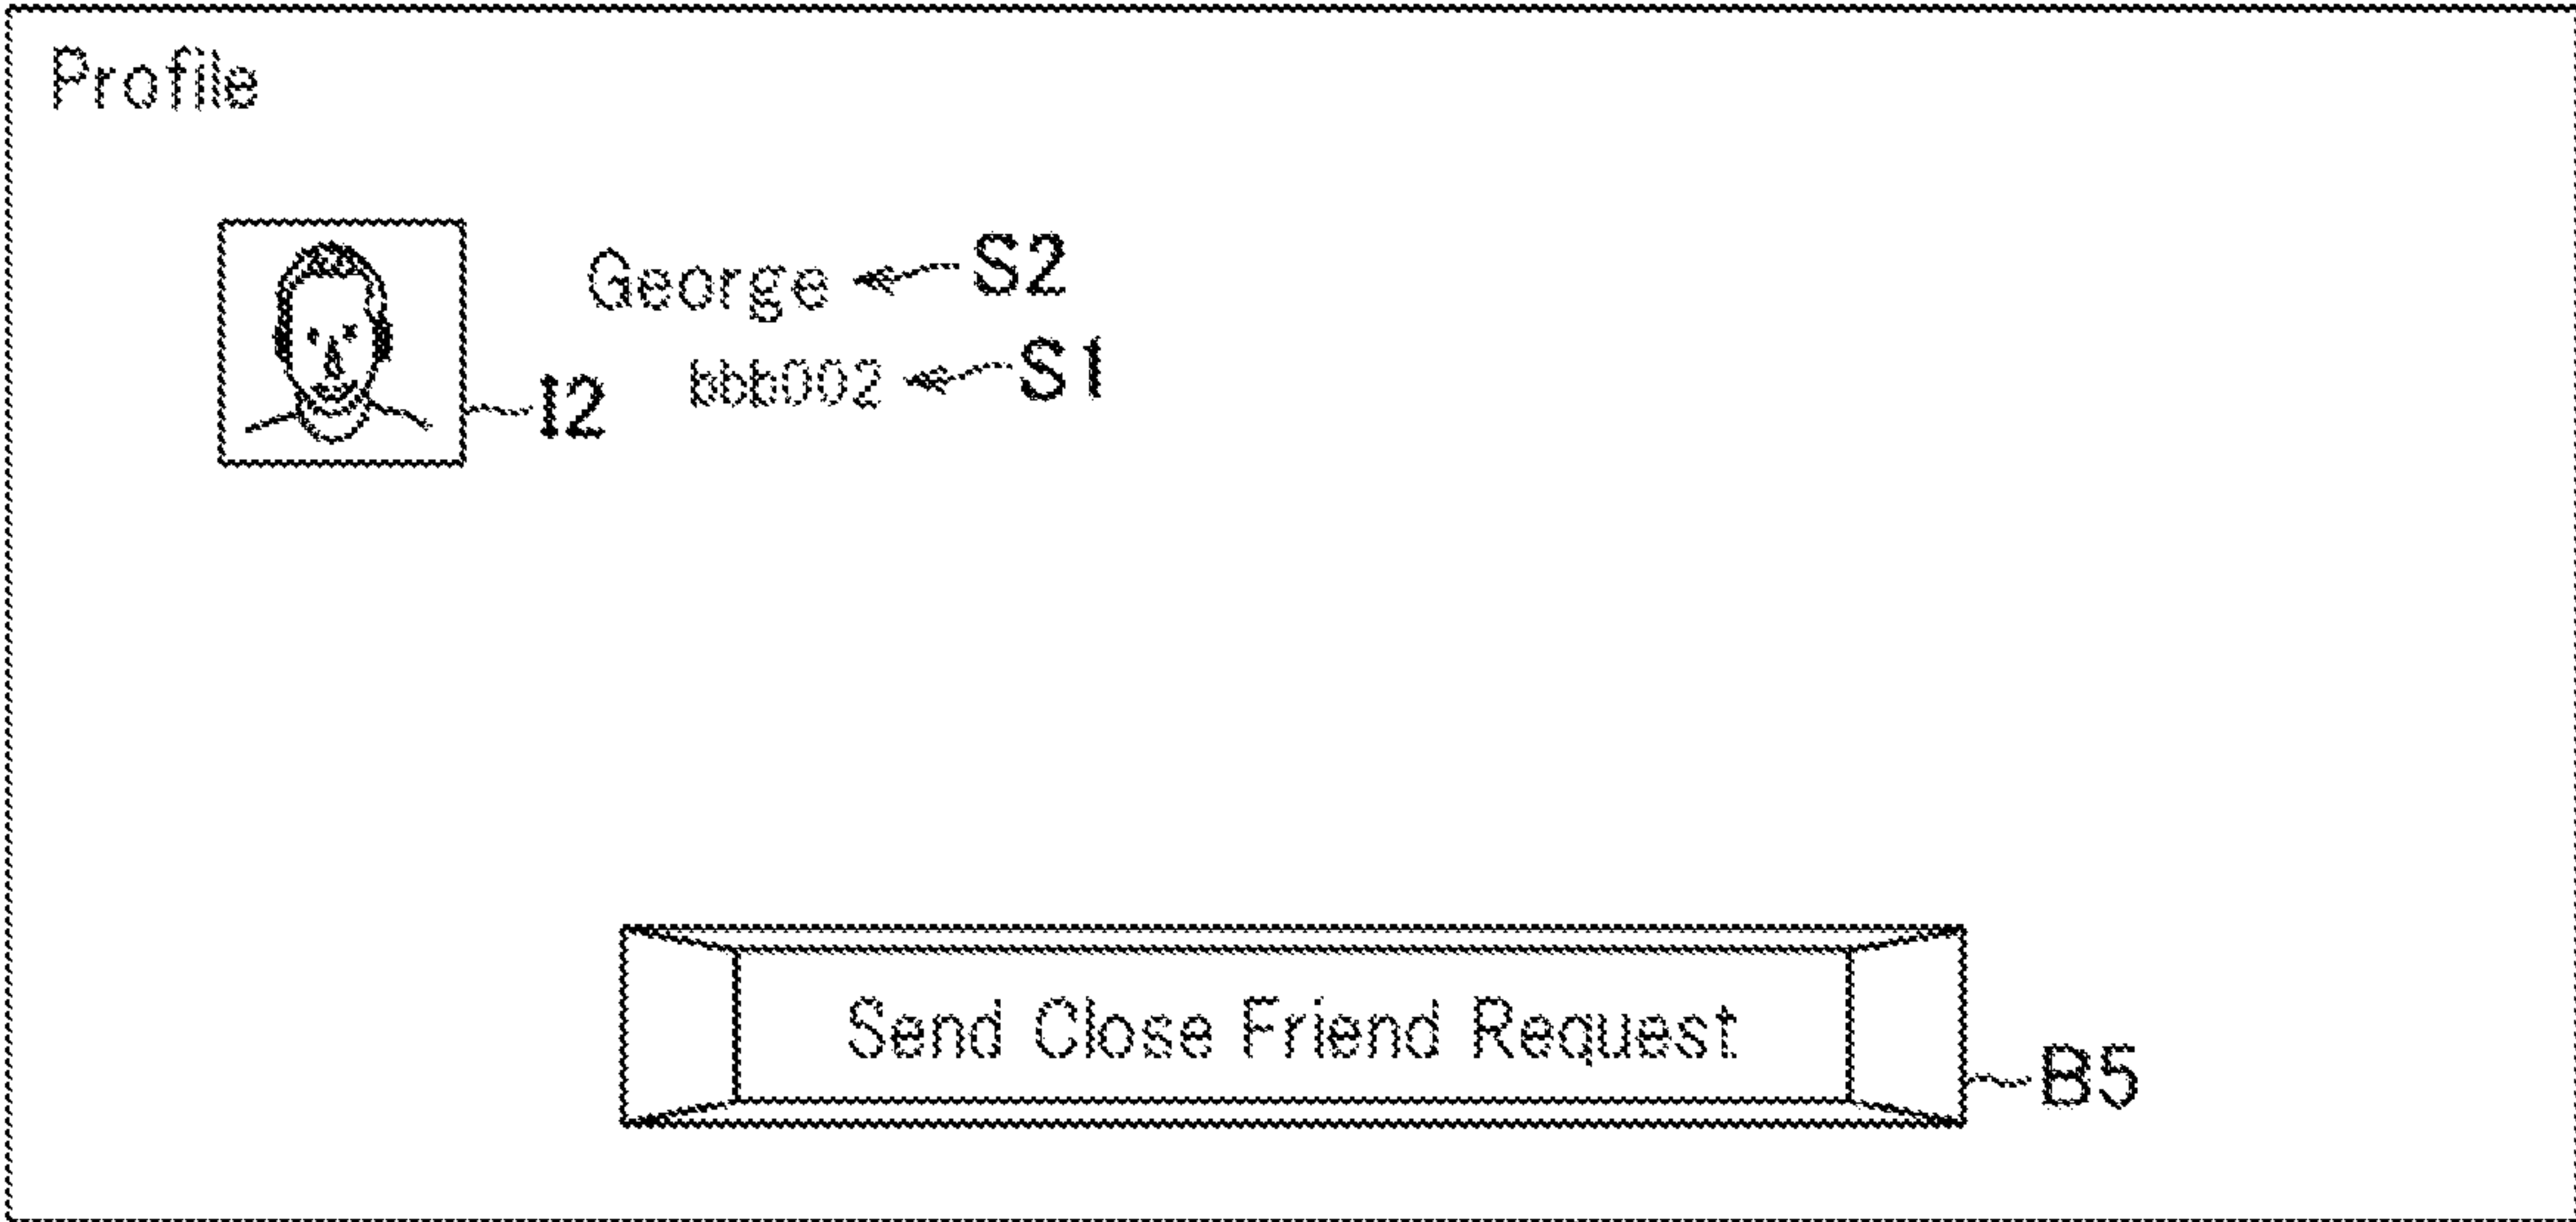 Profile
George S2
bbb002 S1
I2
Send Close Friend Request
B5